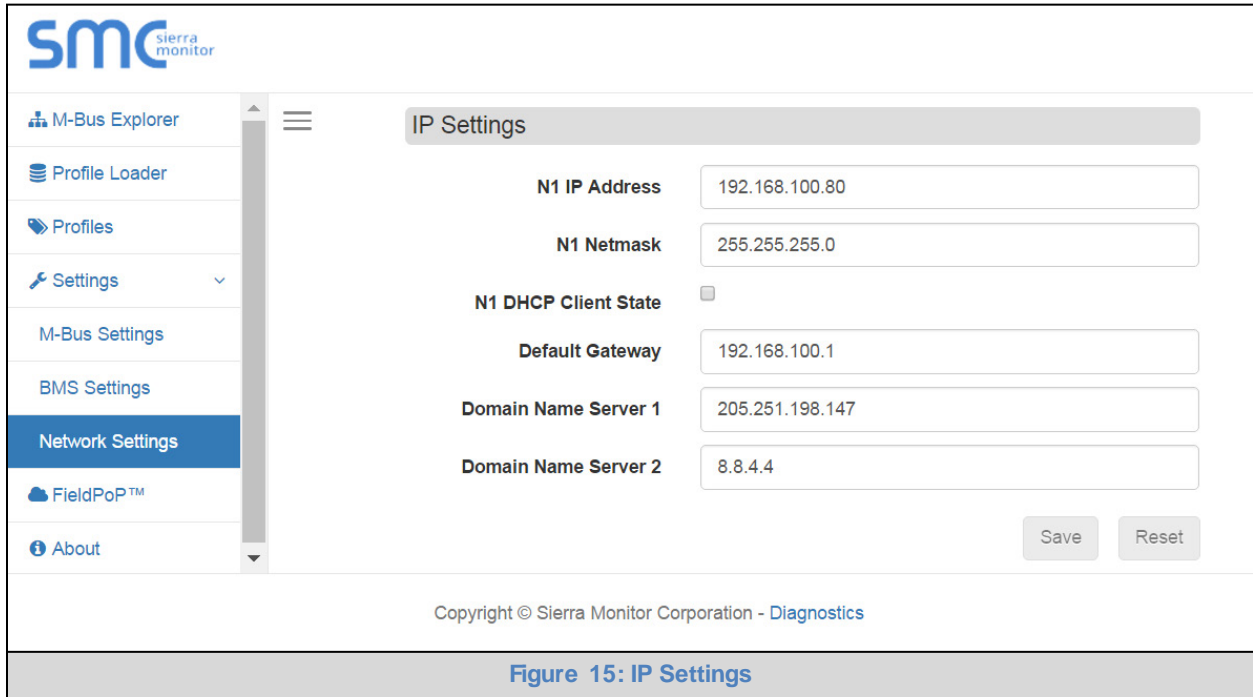 SMC sierra
monitor
M-Bus Explorer
Profile Loader
Profiles
Settings
M-Bus Settings
BMS Settings
Network Settings
FieldPoP™
About
IP Settings
N1 IP Address 192.168.100.80
N1 Netmask 255.255.255.0
N1 DHCP Client State
Default Gateway 192.168.100.1
Domain Name Server 1 205.251.198.147
Domain Name Server 2 8.8.4.4
Save Reset
Copyright © Sierra Monitor Corporation - Diagnostics
Figure 15: IP Settings